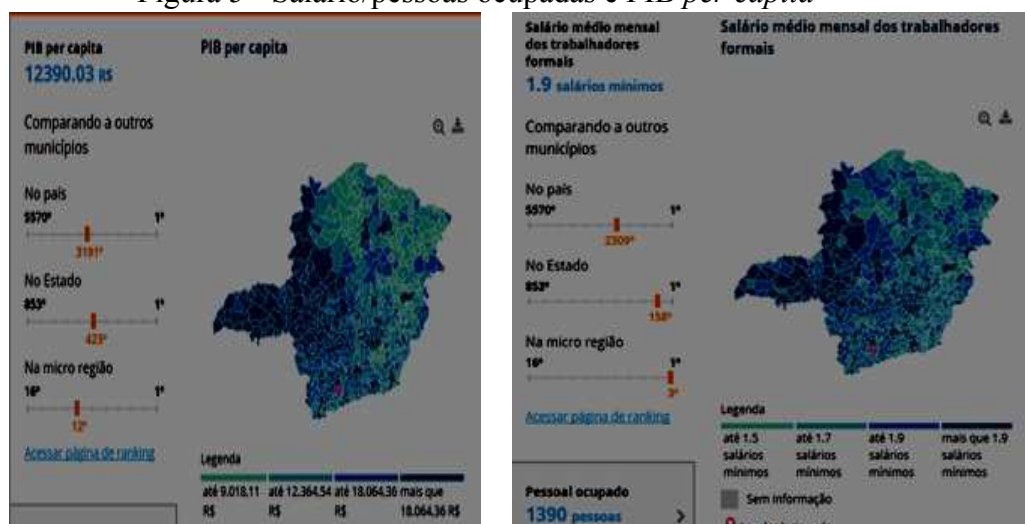 Figura 3 - Salário/pessoas ocupadas e PIB per capita
PIB per capita
12390.03 R$
PIB per capita
Comparando a outros
municípios
No país
5570º 1º
3191º
No Estado
853º 1º
423º
Na micro região
16º 1º
12º
Acessar página de ranking
Legenda
até 9.018,11 até 12.364,54 até 18.064,36 mais que
R$ R$ R$ 18.064,36 R$
Salário médio mensal
dos trabalhadores
formais
1.9 salários mínimos
Salário médio mensal dos trabalhadores
formais
Comparando a outros
municípios
No país
5570º 1º
2309º
No Estado
853º 1º
158º
Na micro região
16º 1º
3º
Acessar página de ranking
Legenda
até 1.5 até 1.7 até 1.9 mais que 1.9
salários salários salários salários
mínimos mínimos mínimos mínimos
Sem informação
Pessoal ocupado
1390 pessoas